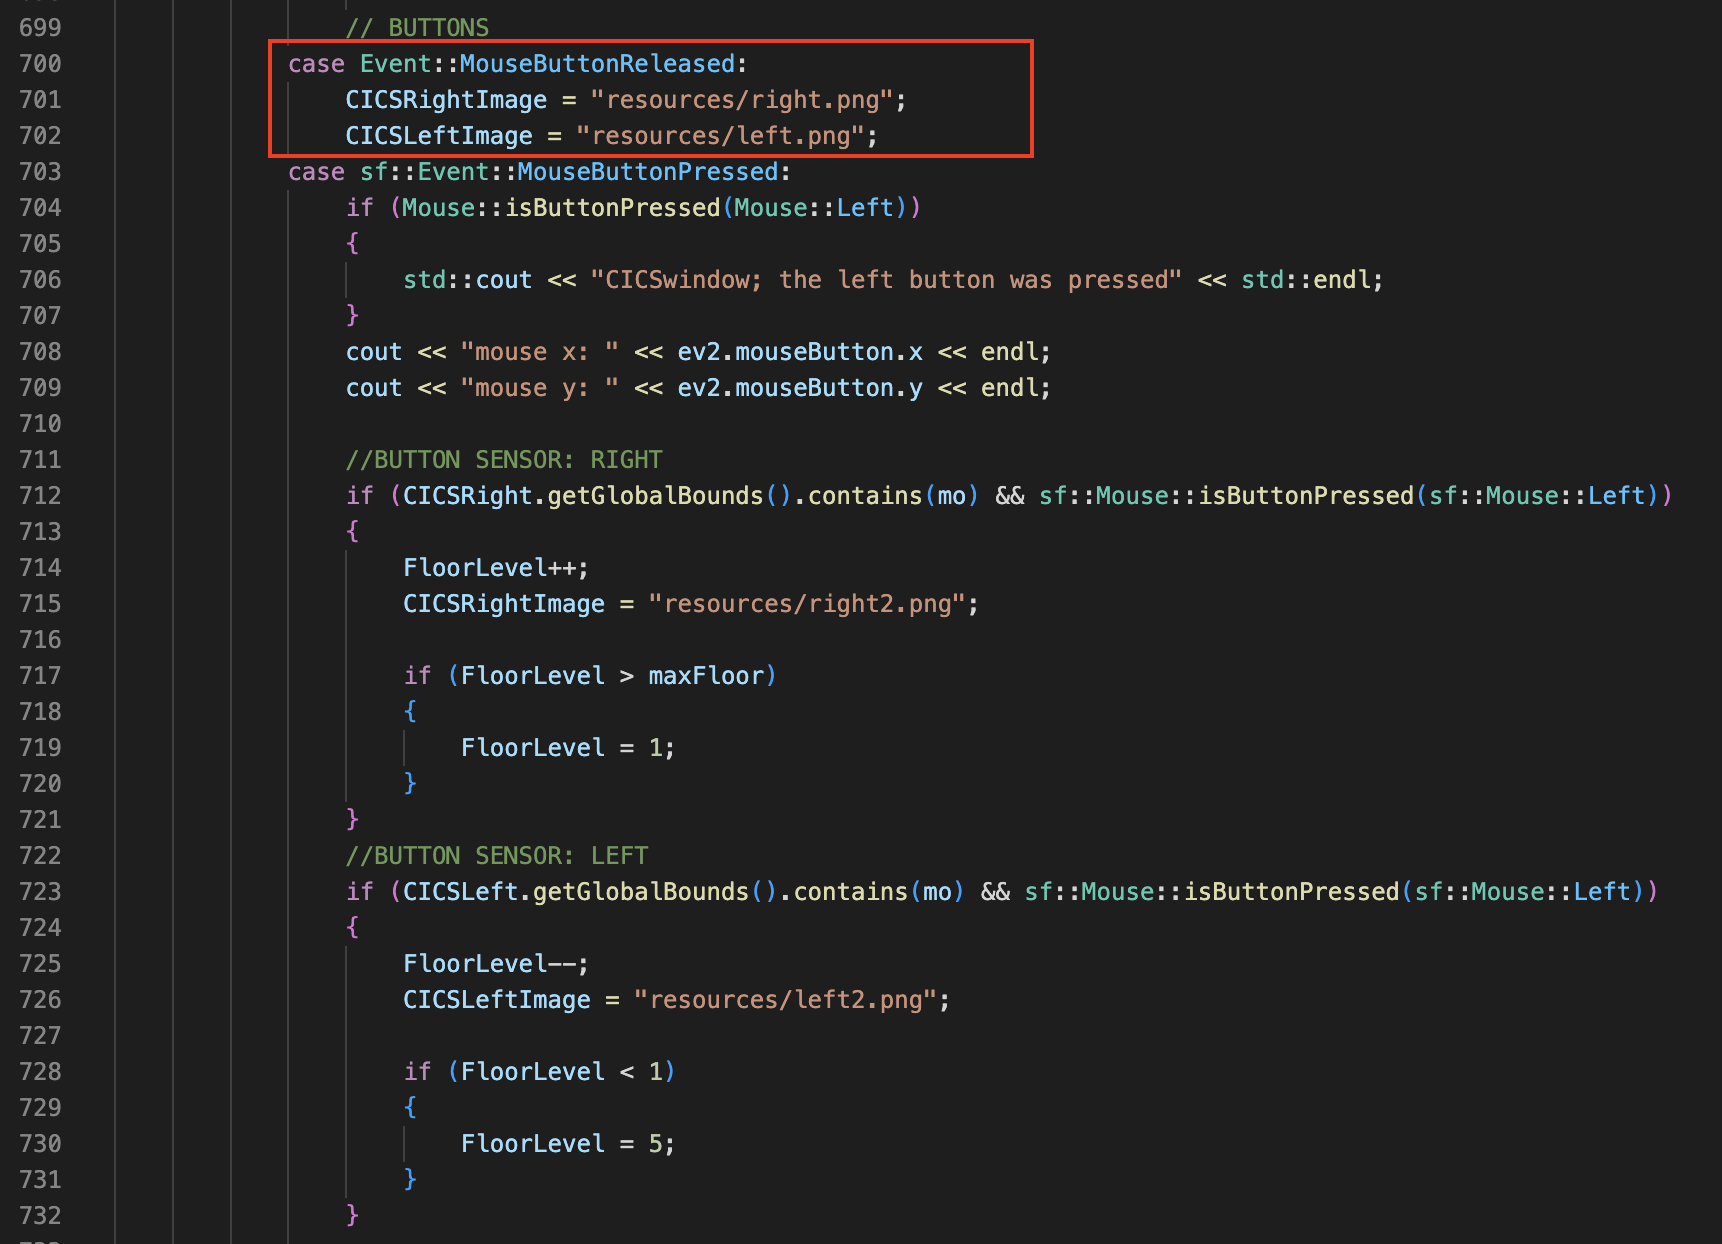 699 // BUTTONS
700 case Event::MouseButtonReleased:
701 CICSRightImage = "resources/right.png";
702 CICSLeftImage = "resources/left.png";
703 case sf::Event::MouseButtonPressed:
704 if (Mouse::isButtonPressed(Mouse::Left))
705 {
706 std::cout << "CICSwindow; the left button was pressed" << std::endl;
707 }
708 cout << "mouse x: " << ev2.mouseButton.x << endl;
709 cout << "mouse y: " << ev2.mouseButton.y << endl;
710
711 //BUTTON SENSOR: RIGHT
712 if (CICSRight.getGlobalBounds().contains(mo) && sf::Mouse::isButtonPressed(sf::Mouse::Left))
713 {
714 FloorLevel++;
715 CICSRightImage = "resources/right2.png";
716
717 if (FloorLevel > maxFloor)
718 {
719 FloorLevel = 1;
720 }
721 }
722 //BUTTON SENSOR: LEFT
723 if (CICSLeft.getGlobalBounds().contains(mo) && sf::Mouse::isButtonPressed(sf::Mouse::Left))
724 {
725 FloorLevel--;
726 CICSLeftImage = "resources/left2.png";
727
728 if (FloorLevel < 1)
729 {
730 FloorLevel = 5;
731 }
732 }